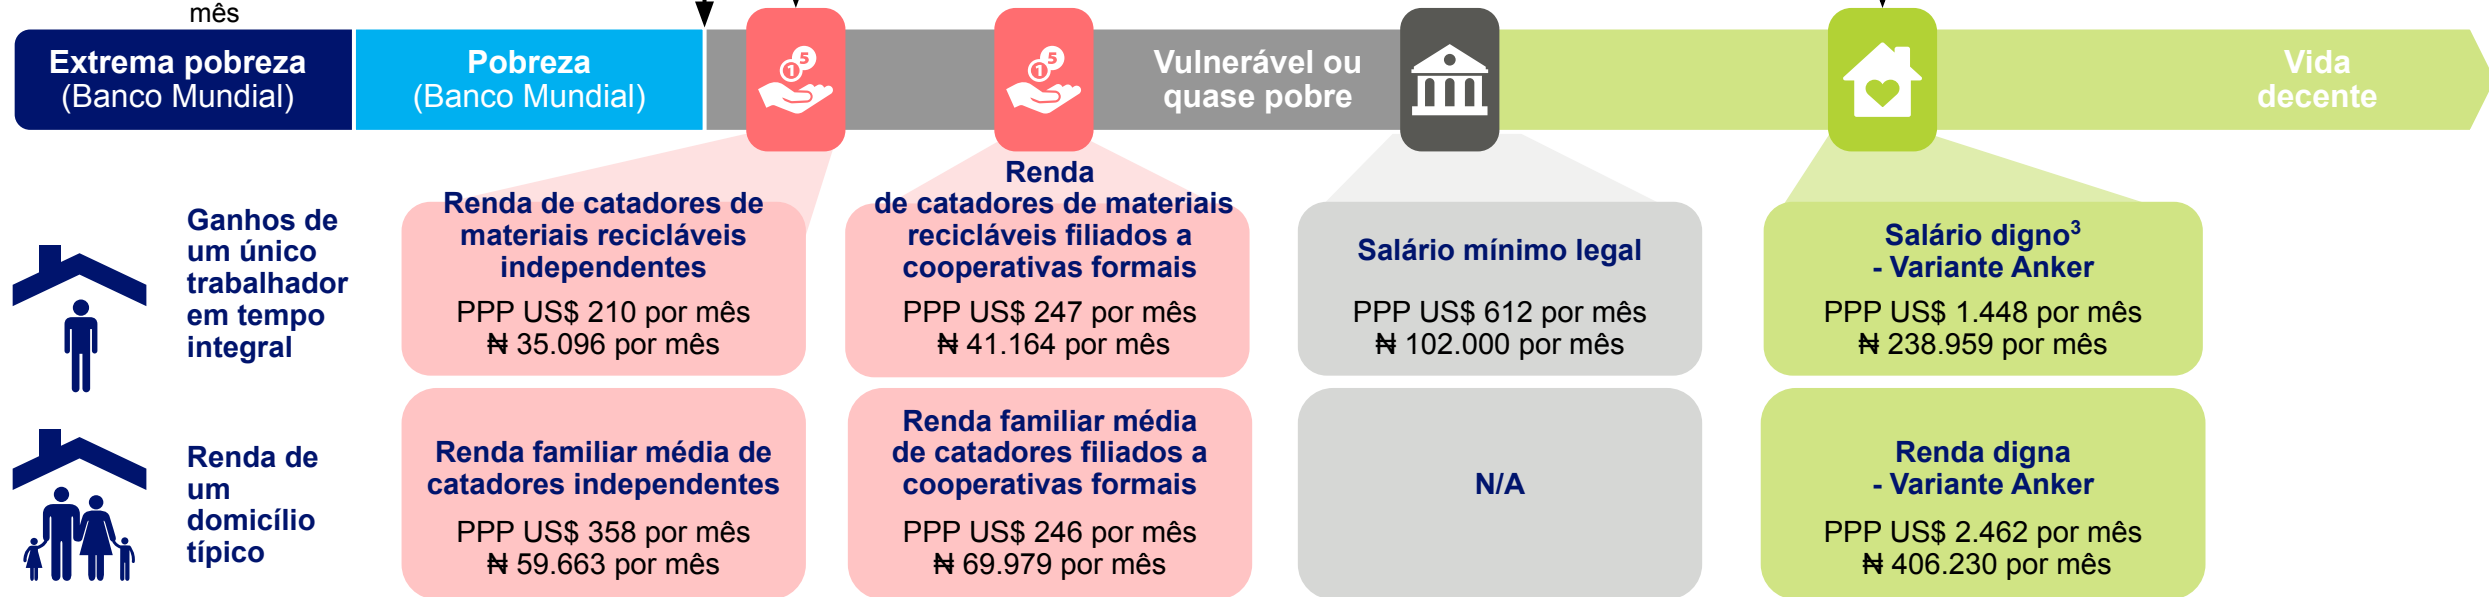 mês
Extrema pobreza
(Banco Mundial)
Pobreza
(Banco Mundial)
5
1
5
1
Vulnerável ou
quase pobre
Vida
decente
Ganhos de
um único
trabalhador
em tempo
integral
Renda de catadores de
materiais recicláveis
independentes
PPP US$ 210 por mês
₦ 35.096 por mês
Renda
de catadores de materiais
recicláveis filiados a
cooperativas formais
PPP US$ 247 por mês
₦ 41.164 por mês
Salário mínimo legal
PPP US$ 612 por mês
₦ 102.000 por mês
Salário digno³
- Variante Anker
PPP US$ 1.448 por mês
₦ 238.959 por mês
Renda de
um
domicílio
típico
Renda familiar média de
catadores independentes
PPP US$ 358 por mês
₦ 59.663 por mês
Renda familiar média
de catadores filiados a
cooperativas formais
PPP US$ 246 por mês
₦ 69.979 por mês
N/A
Renda digna
- Variante Anker
PPP US$ 2.462 por mês
₦ 406.230 por mês